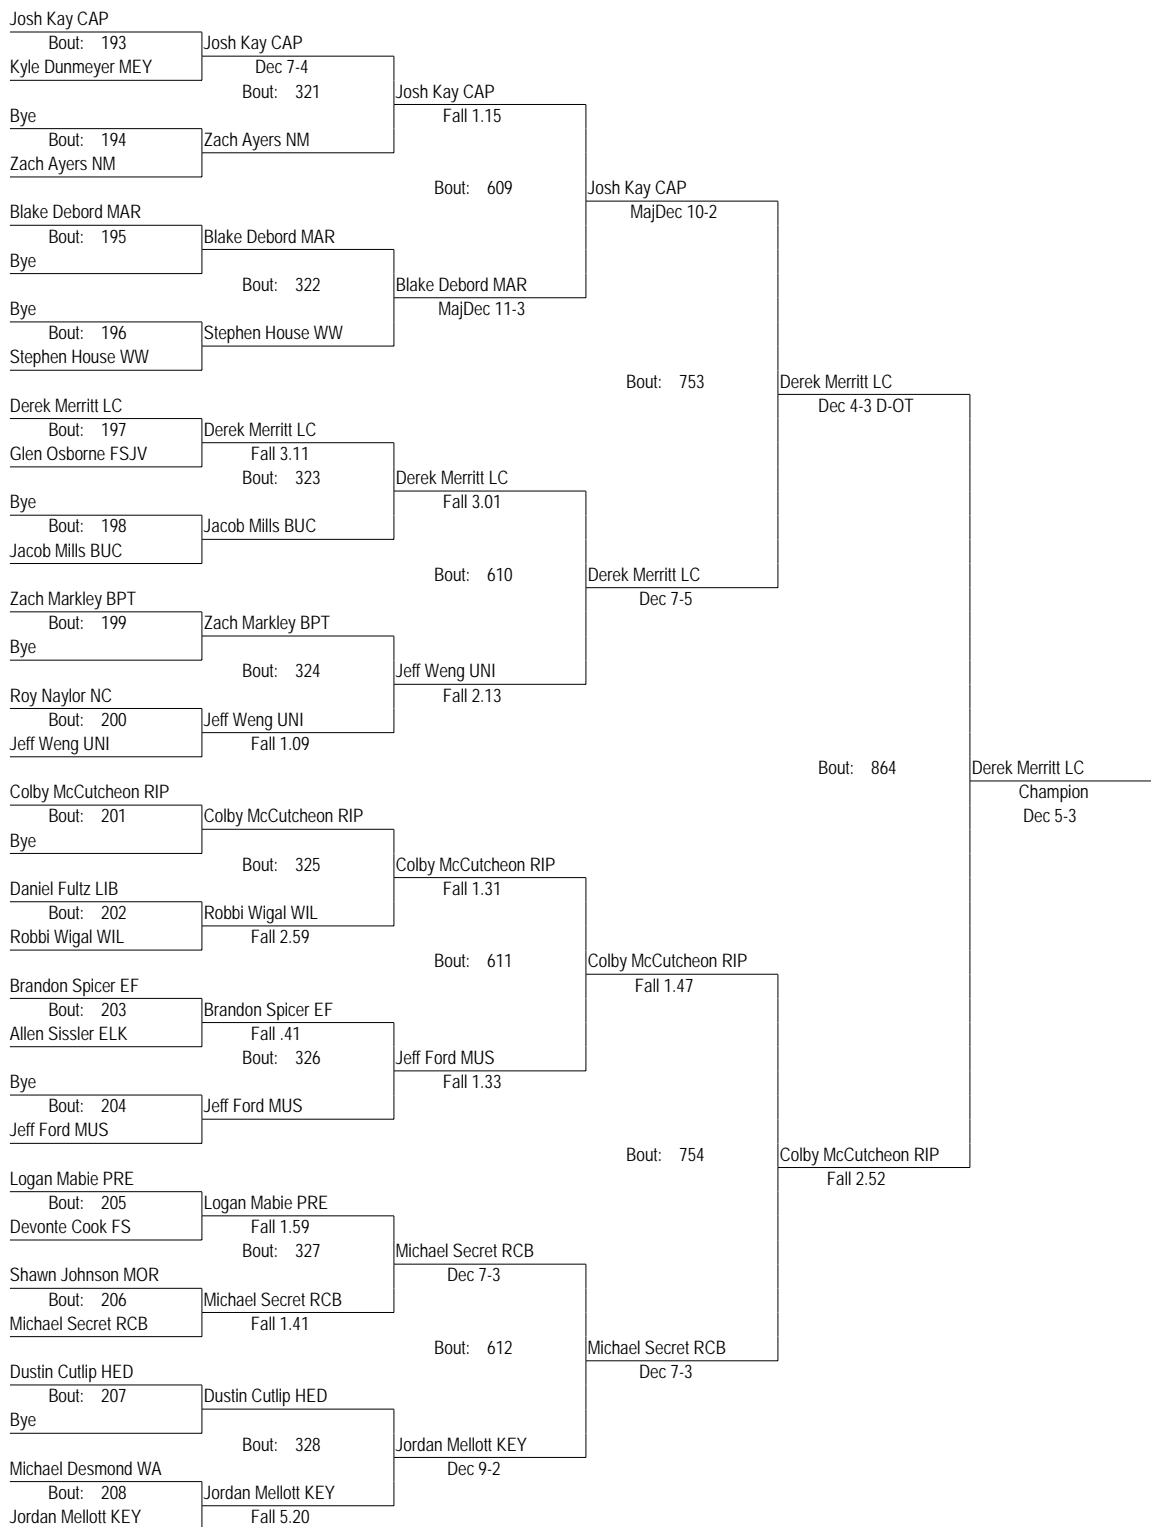 Josh Kay CAP
Bout: 193
Josh Kay CAP
Kyle Dunmeyer MEY
Dec 7-4
Bout: 321
Josh Kay CAP
Bye
Fall 1.15
Bout: 194
Zach Ayers NM
Zach Ayers NM
Bout: 609
Josh Kay CAP
Blake Debord MAR
MajDec 10-2
Bout: 195
Blake Debord MAR
Bye
Bout: 322
Blake Debord MAR
Bye
MajDec 11-3
Bout: 196
Stephen House WW
Stephen House WW
Bout: 753
Derek Merritt LC
Derek Merritt LC
Dec 4-3 D-OT
Bout: 197
Derek Merritt LC
Glen Osborne FSJV
Fall 3.11
Bout: 323
Derek Merritt LC
Bye
Fall 3.01
Bout: 198
Jacob Mills BUC
Jacob Mills BUC
Bout: 610
Derek Merritt LC
Zach Markley BPT
Dec 7-5
Bout: 199
Zach Markley BPT
Bye
Bout: 324
Jeff Weng UNI
Roy Naylor NC
Fall 2.13
Bout: 200
Jeff Weng UNI
Jeff Weng UNI
Fall 1.09
Bout: 864
Derek Merritt LC
Colby McCutcheon RIP
Champion
Bout: 201
Colby McCutcheon RIP
Dec 5-3
Bye
Bout: 325
Colby McCutcheon RIP
Daniel Fultz LIB
Fall 1.31
Bout: 202
Robbi Wigal WIL
Robbi Wigal WIL
Fall 2.59
Bout: 611
Colby McCutcheon RIP
Brandon Spicer EF
Fall 1.47
Bout: 203
Brandon Spicer EF
Allen Sissler ELK
Fall .41
Bout: 326
Jeff Ford MUS
Bye
Fall 1.33
Bout: 204
Jeff Ford MUS
Jeff Ford MUS
Bout: 754
Colby McCutcheon RIP
Logan Mabie PRE
Fall 2.52
Bout: 205
Logan Mabie PRE
Devonte Cook FS
Fall 1.59
Bout: 327
Michael Secret RCB
Shawn Johnson MOR
Dec 7-3
Bout: 206
Michael Secret RCB
Michael Secret RCB
Fall 1.41
Bout: 612
Michael Secret RCB
Dustin Cutlip HED
Dec 7-3
Bout: 207
Dustin Cutlip HED
Bye
Bout: 328
Jordan Mellott KEY
Michael Desmond WA
Dec 9-2
Bout: 208
Jordan Mellott KEY
Jordan Mellott KEY
Fall 5.20